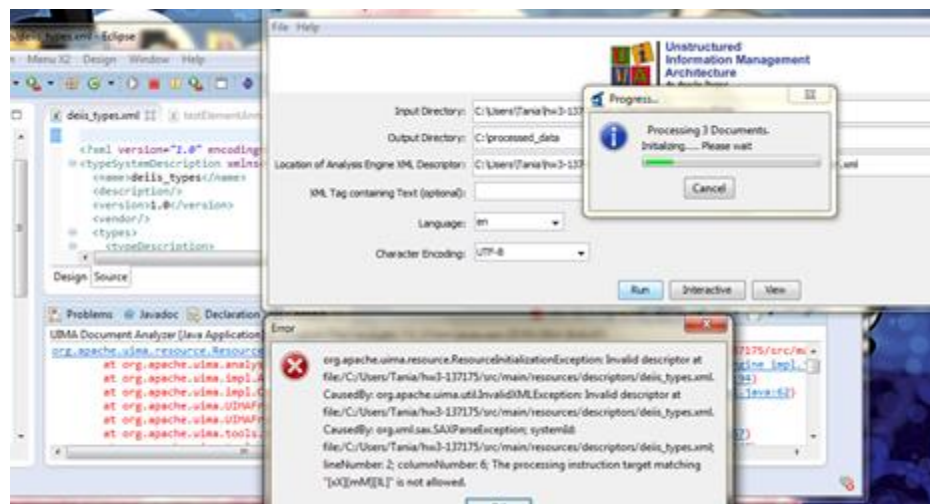 types.xml - Eclipse
Menu X2 Design Window Help
File Help
Unstructured
Information Management
Architecture
Input Directory: C:\Users\Tania\hw3-137
Output Directory: C:\processed_data
Location of Analysis Engine XML Descriptor: C:\Users\Tania\hw3-137
.xml
XML Tag containing Text (optional):
Language: en
Character Encoding: UTF-8
Run Interactive View
Progress...
Processing 3 Documents.
Initializing..... Please wait
Cancel
deiis_types.xml
<?xml version="1.0" encoding
<typeSystemDescription xmlns
<name>deiis_types</name>
<description/>
<version>1.0</version>
<vendor/>
<types>
<typeDescription>
Design Source
Problems @ Javadoc Declaration
UIMA Document Analyzer [Java Application]
org.apache.uima.resource.Resource
at org.apache.uima.analys
at org.apache.uima.impl.A
at org.apache.uima.impl.C
at org.apache.uima.UIMAFr
at org.apache.uima.UIMAFr
at org.apache.uima.tools.
Error
org.apache.uima.resource.ResourceInitializationException: Invalid descriptor at
file:/C:/Users/Tania/hw3-137175/src/main/resources/descriptors/deiis_types.xml.
CausedBy: org.apache.uima.util.InvalidXMLException: Invalid descriptor at
file:/C:/Users/Tania/hw3-137175/src/main/resources/descriptors/deiis_types.xml.
CausedBy: org.xml.sax.SAXParseException; systemId:
file:/C:/Users/Tania/hw3-137175/src/main/resources/descriptors/deiis_types.xml;
lineNumber: 2; columnNumber: 6; The processing instruction target matching
"[xX][mM][lL]" is not allowed.